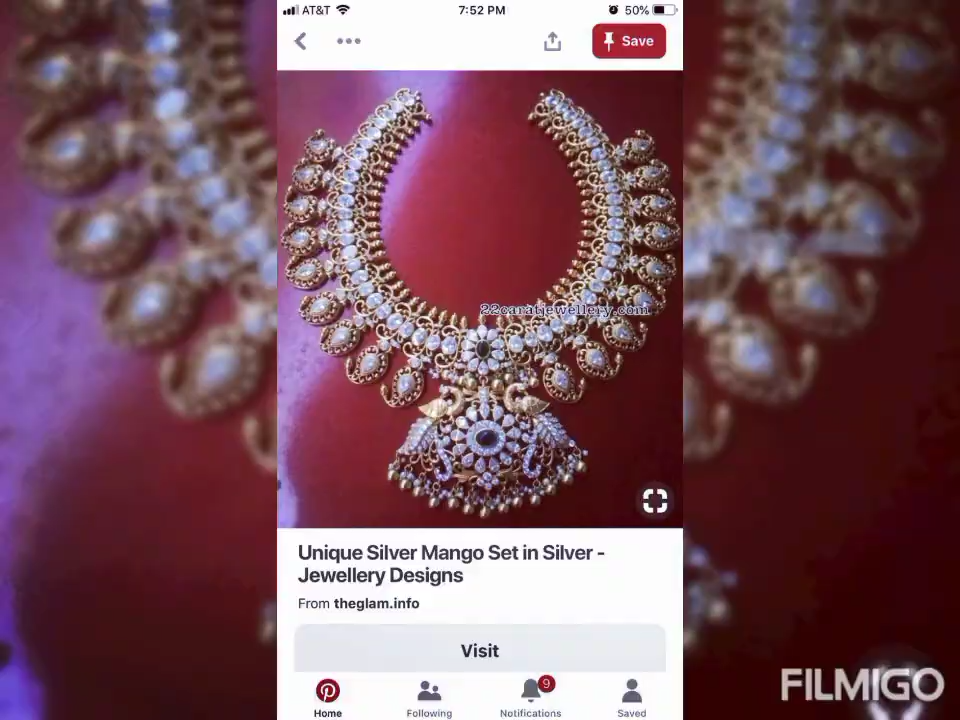 AT&T
7:52 PM
50%
Save
22caratjewellery.com
Unique Silver Mango Set in Silver -
Jewellery Designs
From theglam.info
Visit
9
Home
Following
Notifications
Saved
FILMIGO